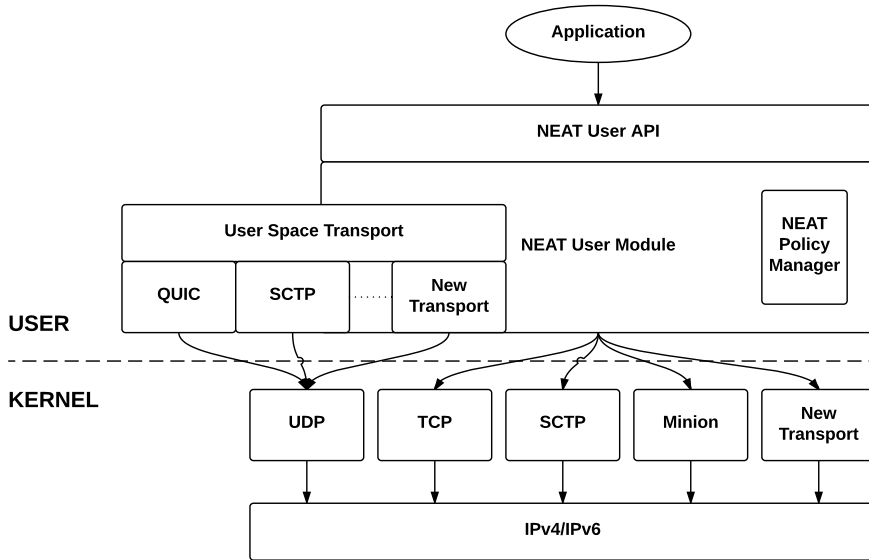 Application
NEAT User API
User Space Transport
NEAT User Module
NEAT
Policy
Manager
QUIC
SCTP
.......
New
Transport
USER
KERNEL
UDP
TCP
SCTP
Minion
New
Transport
IPv4/IPv6